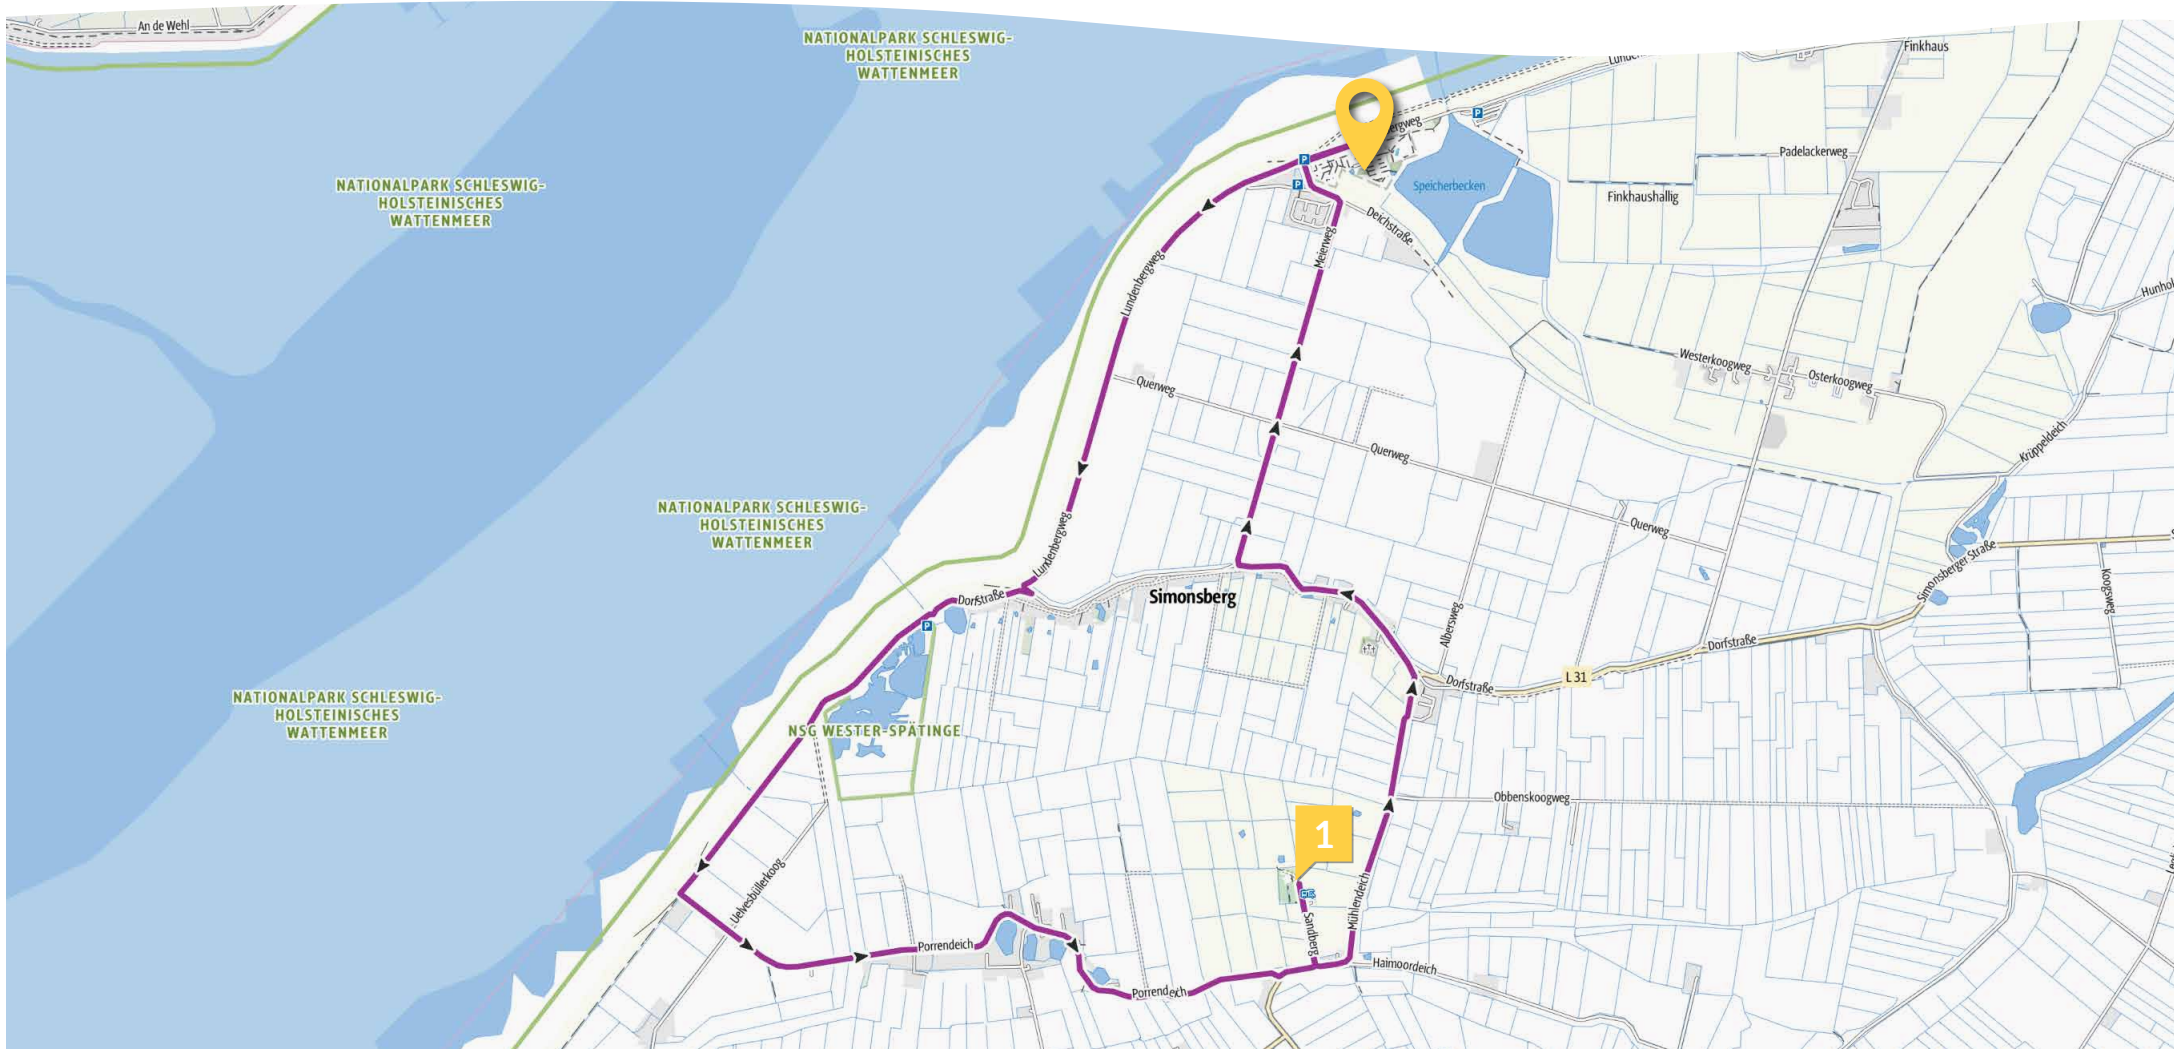 An de Wehl
NATIONALPARK SCHLESWIG-
HOLSTEINISCHES
WATTENMEER
Finkhaus
P
NATIONALPARK SCHLESWIG-
HOLSTEINISCHES
WATTENMEER
P
P
Speicherbecken
Padelackerweg
Finkhaushallig
Deichstraße
Meierweg
Lundenbergweg
Westerkoogweg
Osterkoogweg
Querweg
Querweg
Querweg
Krüppeldeich
NATIONALPARK SCHLESWIG-
HOLSTEINISCHES
WATTENMEER
Lundenbergweg
Simonsberger Straße
Koogsweg
Dorfstraße
Simonsberg
P
Albersweg
Dorfstraße
L 31
Dorfstraße
NATIONALPARK SCHLESWIG-
HOLSTEINISCHES
WATTENMEER
NSG WESTER-SPÄTINGE
Obbenskoogweg
1
Uelvesbüllerkoog
Mühlendeich
Sandberg
Porrendeich
Haimoordeich
Porrendeich